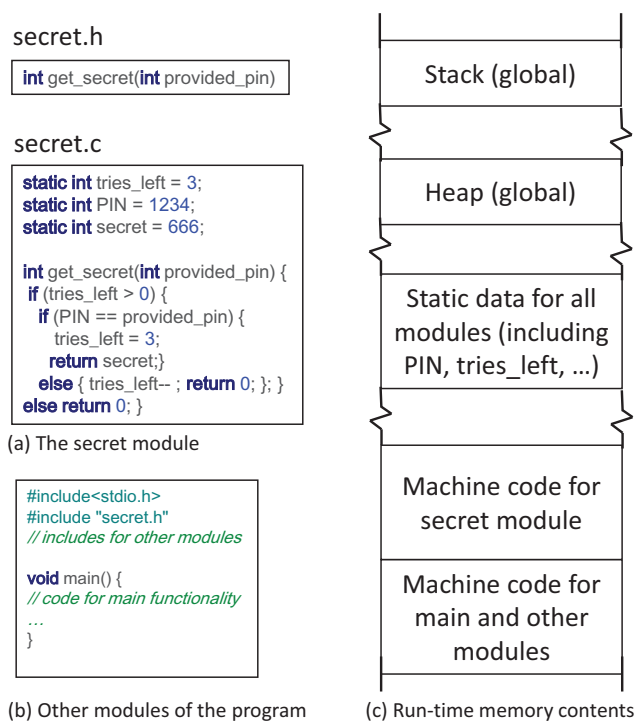 secret.h
int get_secret(int provided_pin)
secret.c
static int tries_left = 3;
static int PIN = 1234;
static int secret = 666;
int get_secret(int provided_pin) {
if (tries_left > 0) {
if (PIN == provided_pin) {
tries_left = 3;
return secret;}
else { tries_left-- ; return 0; }; }
else return 0; }
(a) The secret module
#include<stdio.h>
#include "secret.h"
// includes for other modules
void main() {
// code for main functionality
...
}
(b) Other modules of the program
Stack (global)
Heap (global)
Static data for all
modules (including
PIN, tries_left, ...)
Machine code for
secret module
Machine code for
main and other
modules
(c) Run-time memory contents